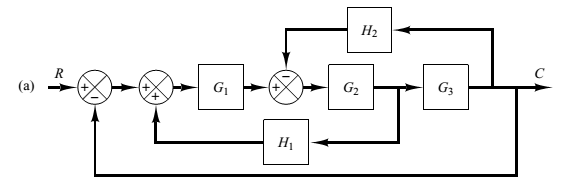 H2
(a) R + − + + G1 + − G2 G3 C
H1